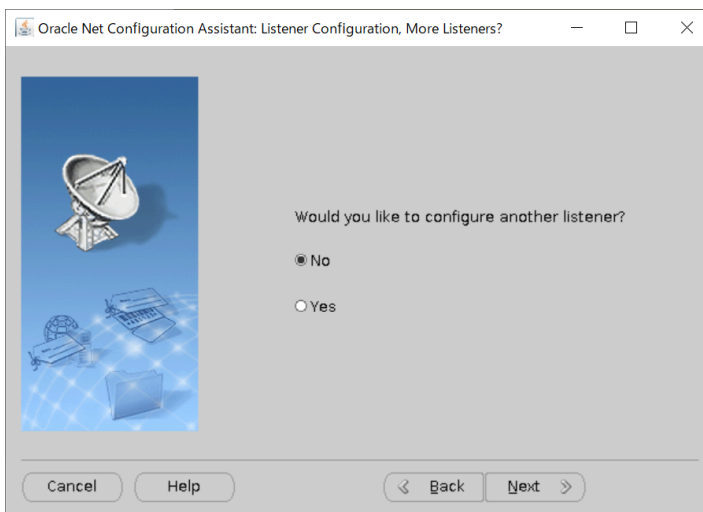 Oracle Net Configuration Assistant: Listener Configuration, More Listeners?
Would you like to configure another listener?
No
Yes
Cancel
Help
Back
Next